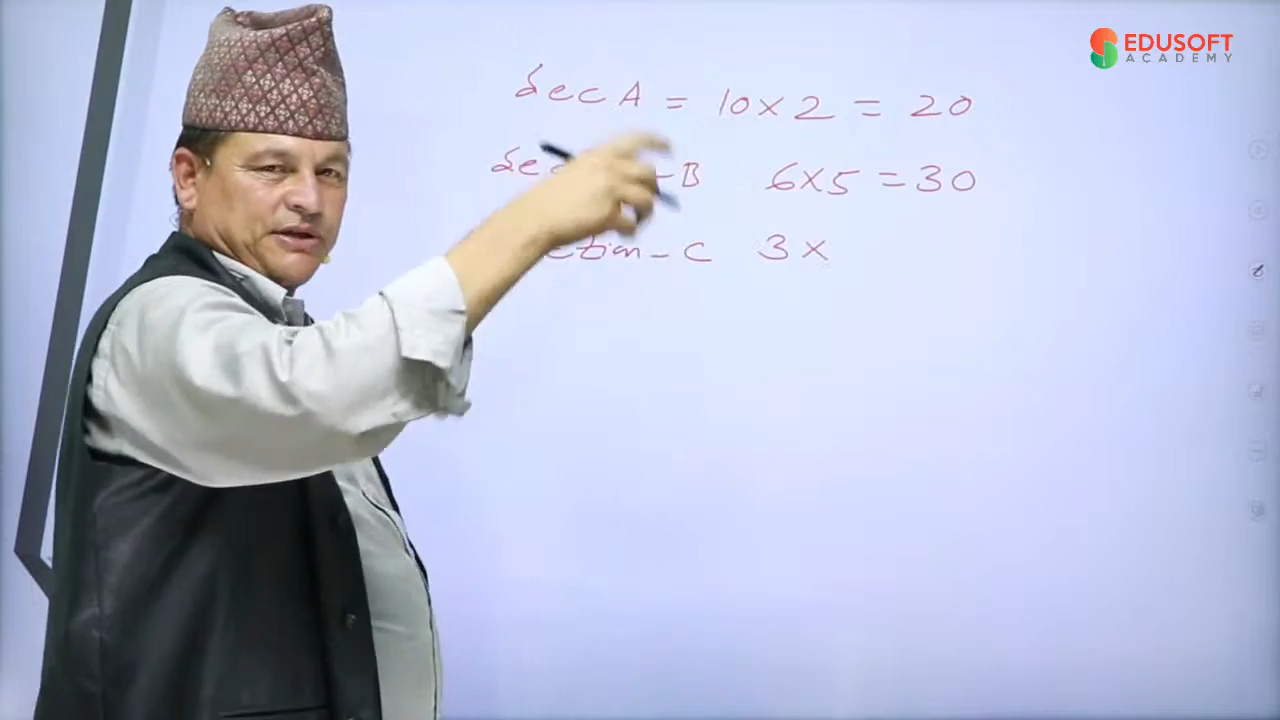 EDUSOFT
ACADEMY
Sec A = 10 x 2 = 20
B 6 x 5 = 30
C 3 x